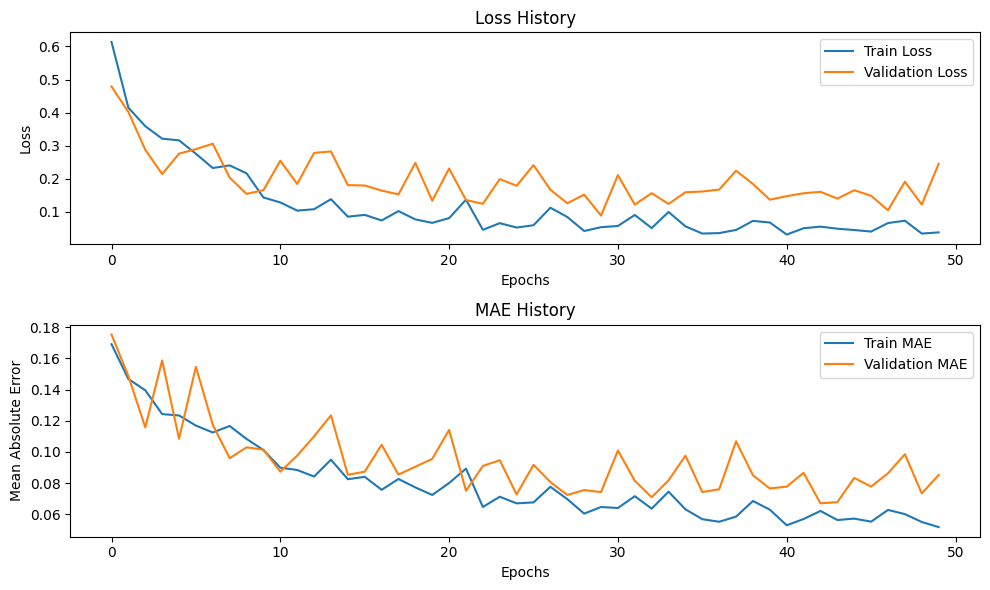 Loss History
Loss
0.6
0.5
0.4
0.3
0.2
0.1
Train Loss
Validation Loss
0 10 20 30 40 50
Epochs
MAE History
Mean Absolute Error
0.18
0.16
0.14
0.12
0.10
0.08
0.06
Train MAE
Validation MAE
0 10 20 30 40 50
Epochs